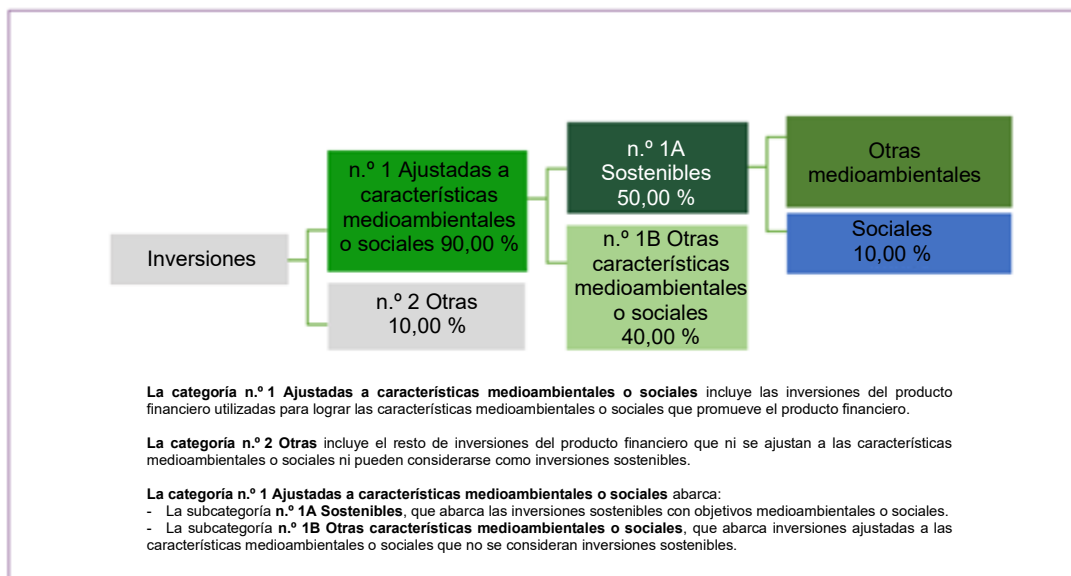 Inversiones
n.º 1 Ajustadas a
características
medioambientales
o sociales 90,00 %
n.º 2 Otras
10,00 %
n.º 1A
Sostenibles
50,00 %
n.º 1B Otras
características
medioambientales
o sociales
40,00 %
Otras
medioambientales
Sociales
10,00 %
La categoría n.º 1 Ajustadas a características medioambientales o sociales incluye las inversiones del producto
financiero utilizadas para lograr las características medioambientales o sociales que promueve el producto financiero.
La categoría n.º 2 Otras incluye el resto de inversiones del producto financiero que ni se ajustan a las características
medioambientales o sociales ni pueden considerarse como inversiones sostenibles.
La categoría n.º 1 Ajustadas a características medioambientales o sociales abarca:
- La subcategoría n.º 1A Sostenibles, que abarca las inversiones sostenibles con objetivos medioambientales o sociales.
- La subcategoría n.º 1B Otras características medioambientales o sociales, que abarca inversiones ajustadas a las
características medioambientales o sociales que no se consideran inversiones sostenibles.